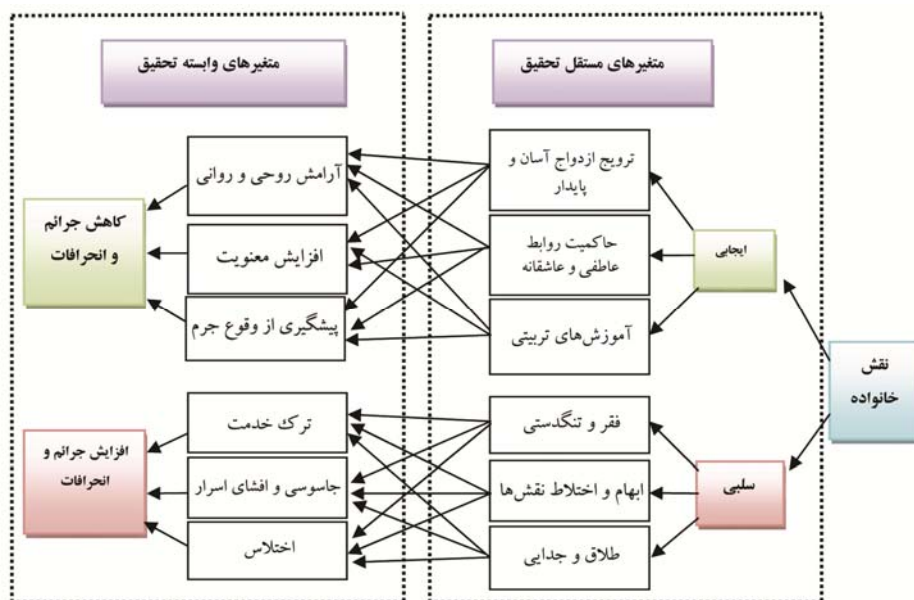 متغیرهای مستقل تحقیق
متغیرهای وابسته تحقیق
نقش
خانواده
ایجابی
ترویج ازدواج آسان و
پایدار
حاکمیت روابط
عاطفی و عاشقانه
آموزش‌های تربیتی
آرامش روحی و روانی
افزایش معنویت
پیشگیری از وقوع جرم
کاهش جرائم
و انحرافات
سلبی
فقر و تنگدستی
ابهام و اختلاط نقش‌ها
طلاق و جدایی
ترک خدمت
جاسوسی و افشای اسرار
اختلاس
افزایش جرائم و
انحرافات